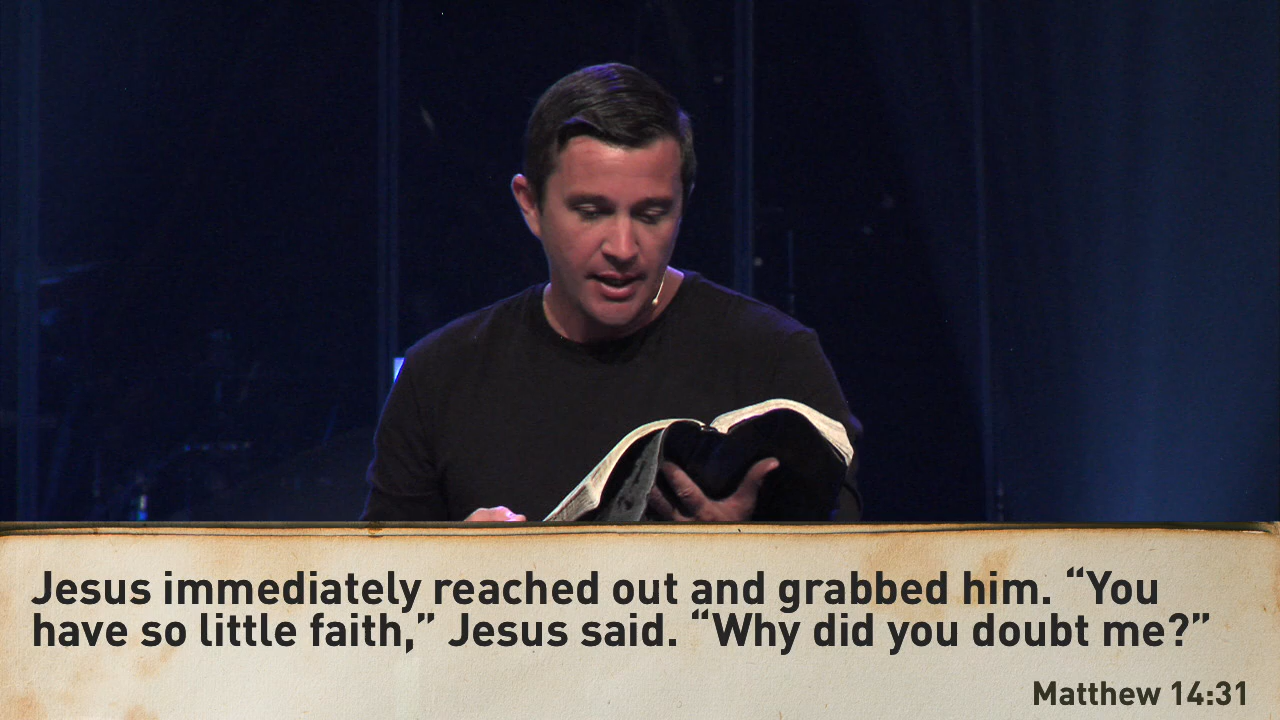 Jesus immediately reached out and grabbed him. “You
have so little faith,” Jesus said. “Why did you doubt me?”
Matthew 14:31